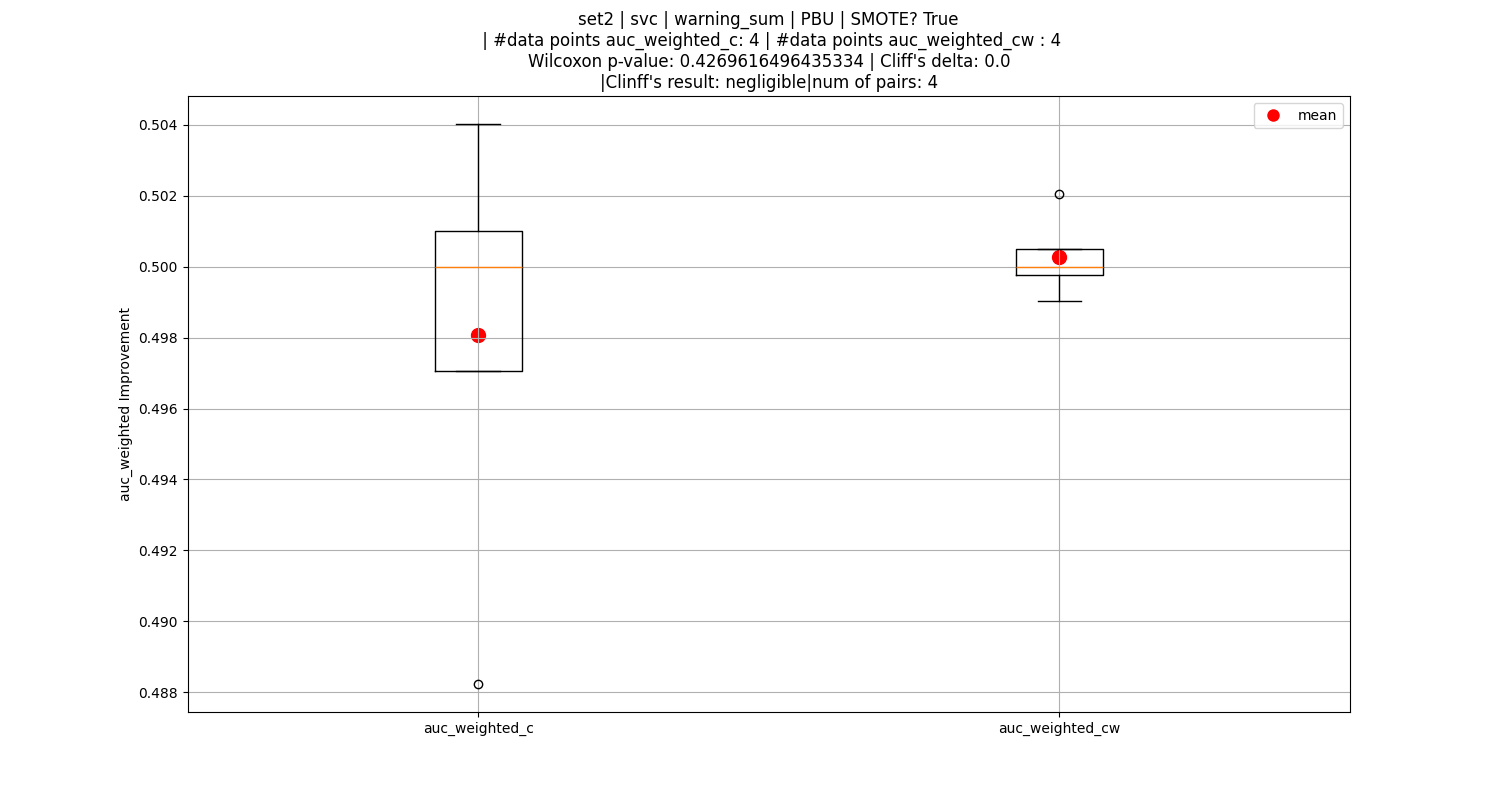 set2 | svc | warning_sum | PBU | SMOTE? True
| #data points auc_weighted_c: 4 | #data points auc_weighted_cw : 4
Wilcoxon p-value: 0.4269616496435334 | Cliff's delta: 0.0
|Clinff's result: negligible|num of pairs: 4
mean
0.504
0.502
0.500
0.498
0.496
0.494
0.492
0.490
0.488
auc_weighted Improvement
auc_weighted_c
auc_weighted_cw